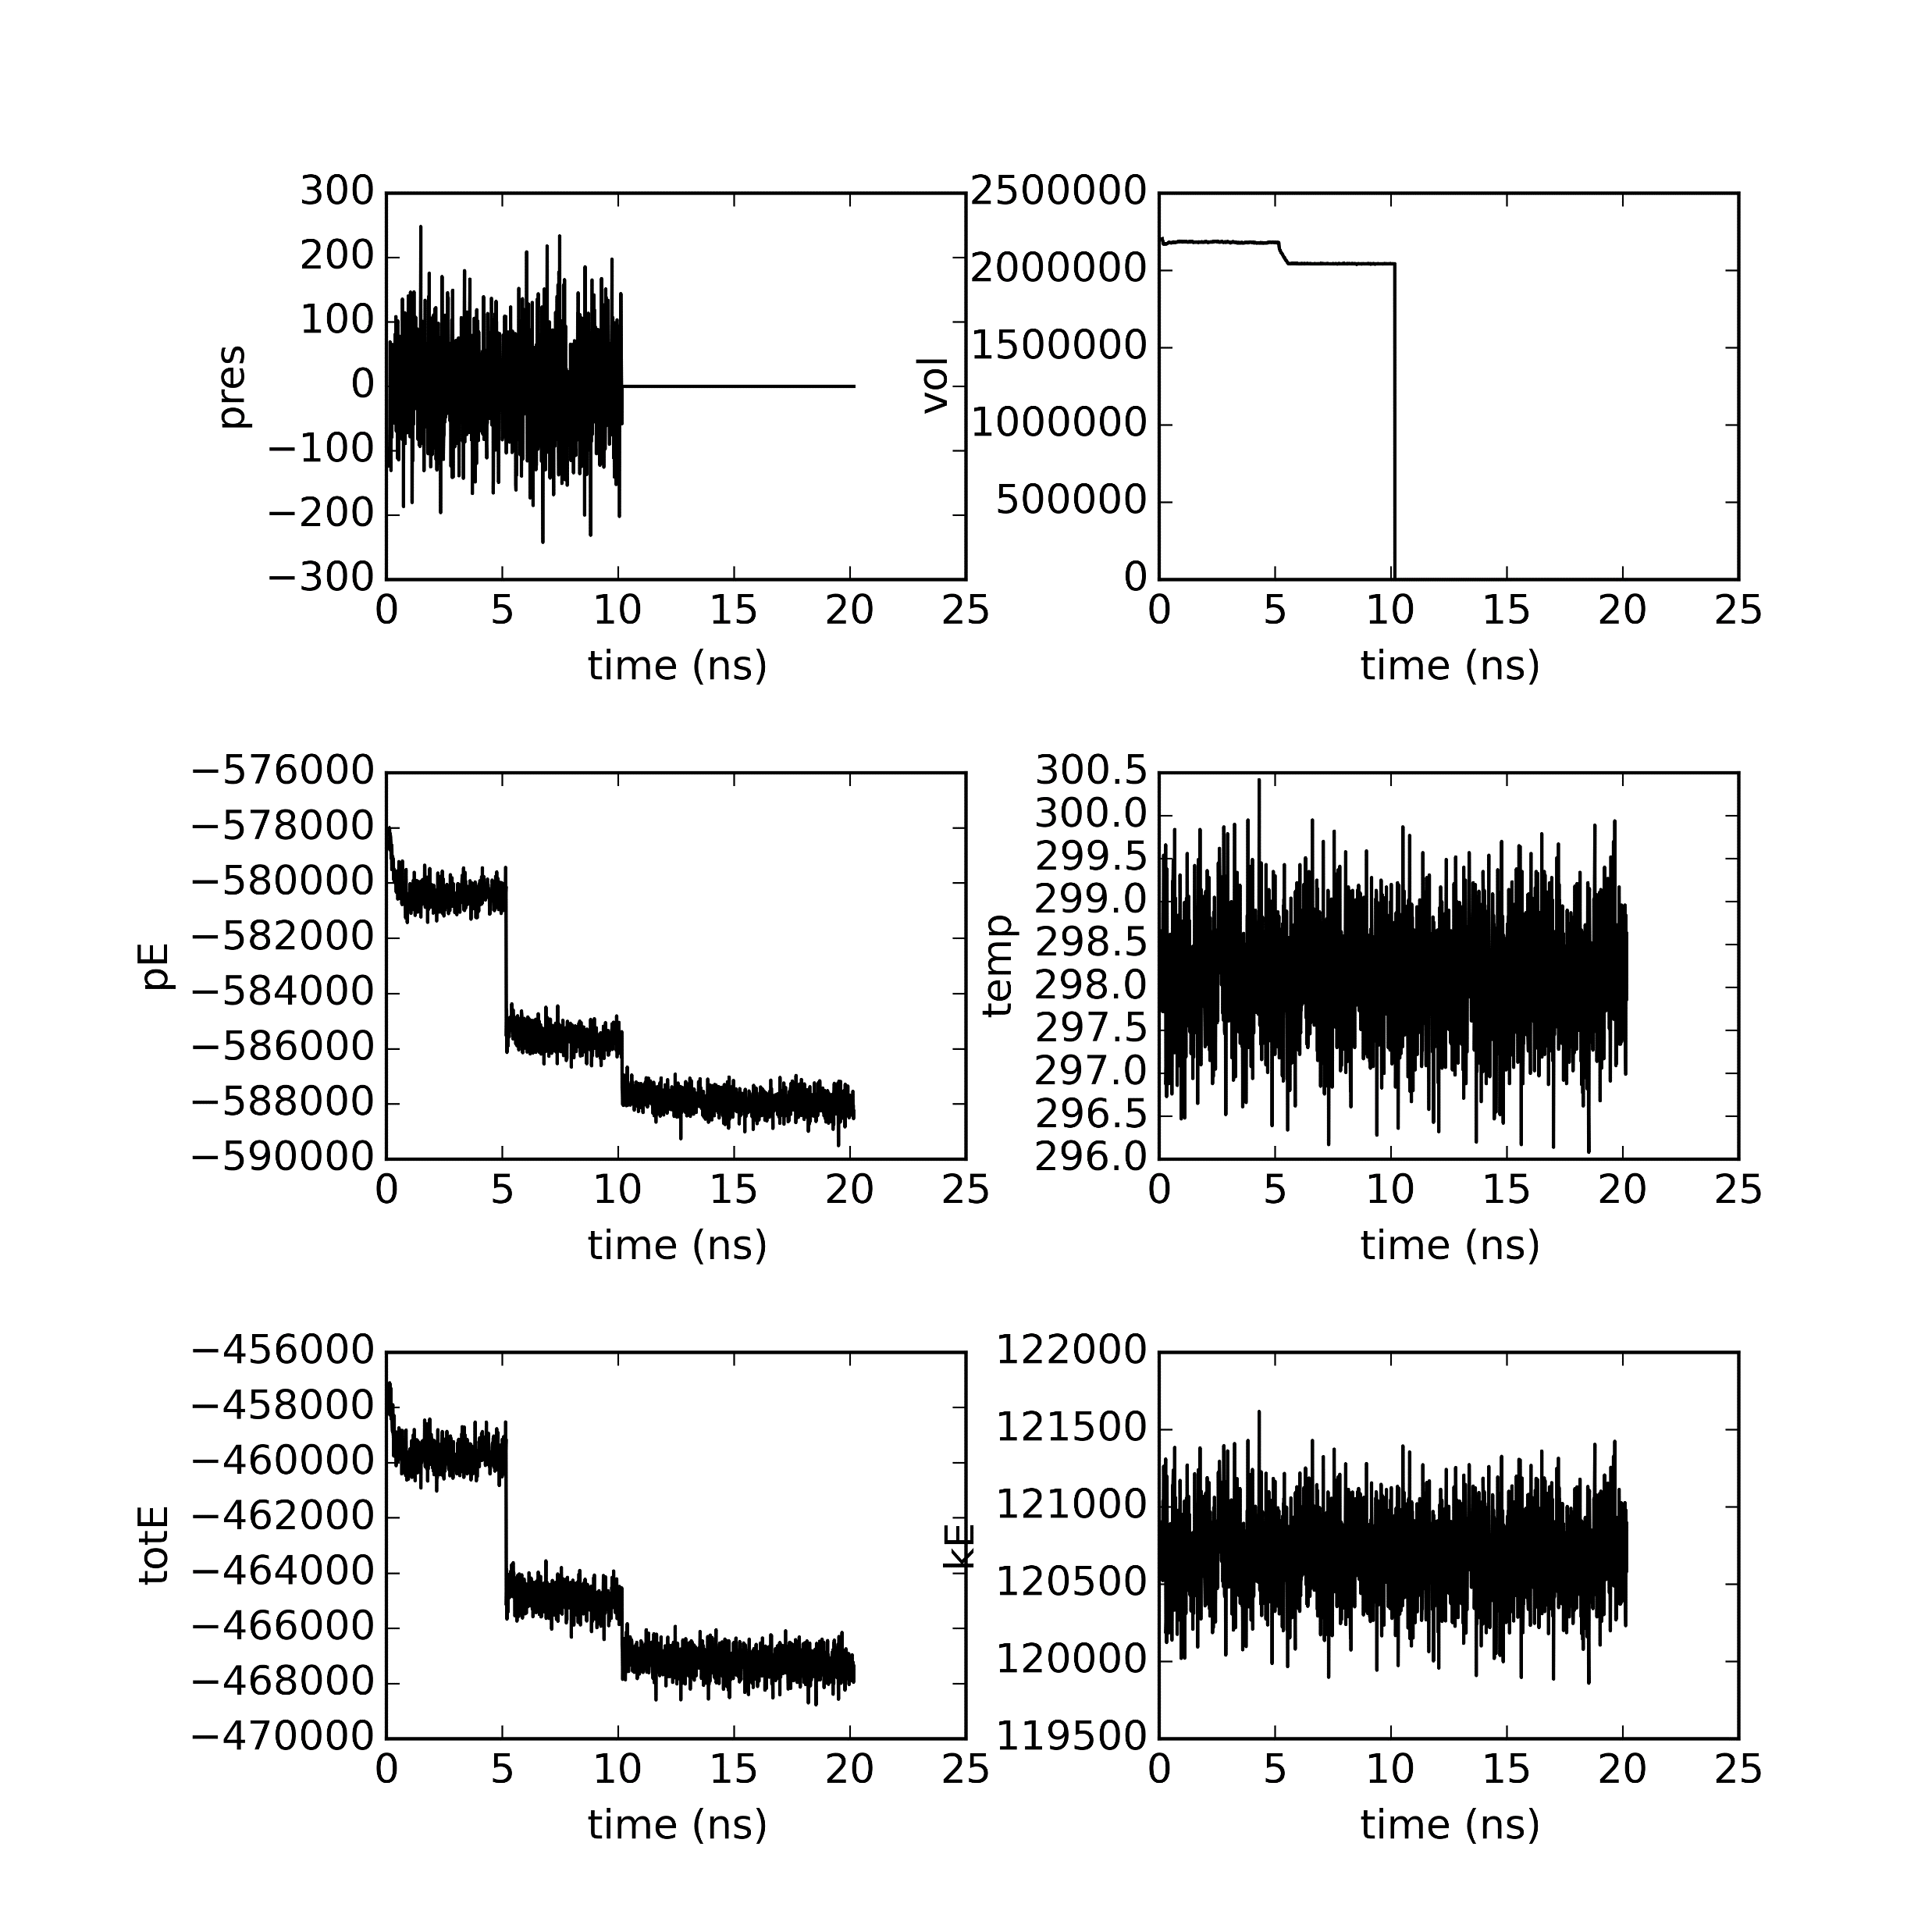 300
200
100
0
−100
−200
−300
pres
0 5 10 15 20 25
time (ns)
2500000
2000000
1500000
1000000
500000
0
vol
0 5 10 15 20 25
time (ns)
−576000
−578000
−580000
−582000
−584000
−586000
−588000
−590000
pE
0 5 10 15 20 25
time (ns)
300.5
300.0
299.5
299.0
298.5
298.0
297.5
297.0
296.5
296.0
temp
0 5 10 15 20 25
time (ns)
−456000
−458000
−460000
−462000
−464000
−466000
−468000
−470000
totE
0 5 10 15 20 25
time (ns)
122000
121500
121000
120500
120000
119500
kE
0 5 10 15 20 25
time (ns)